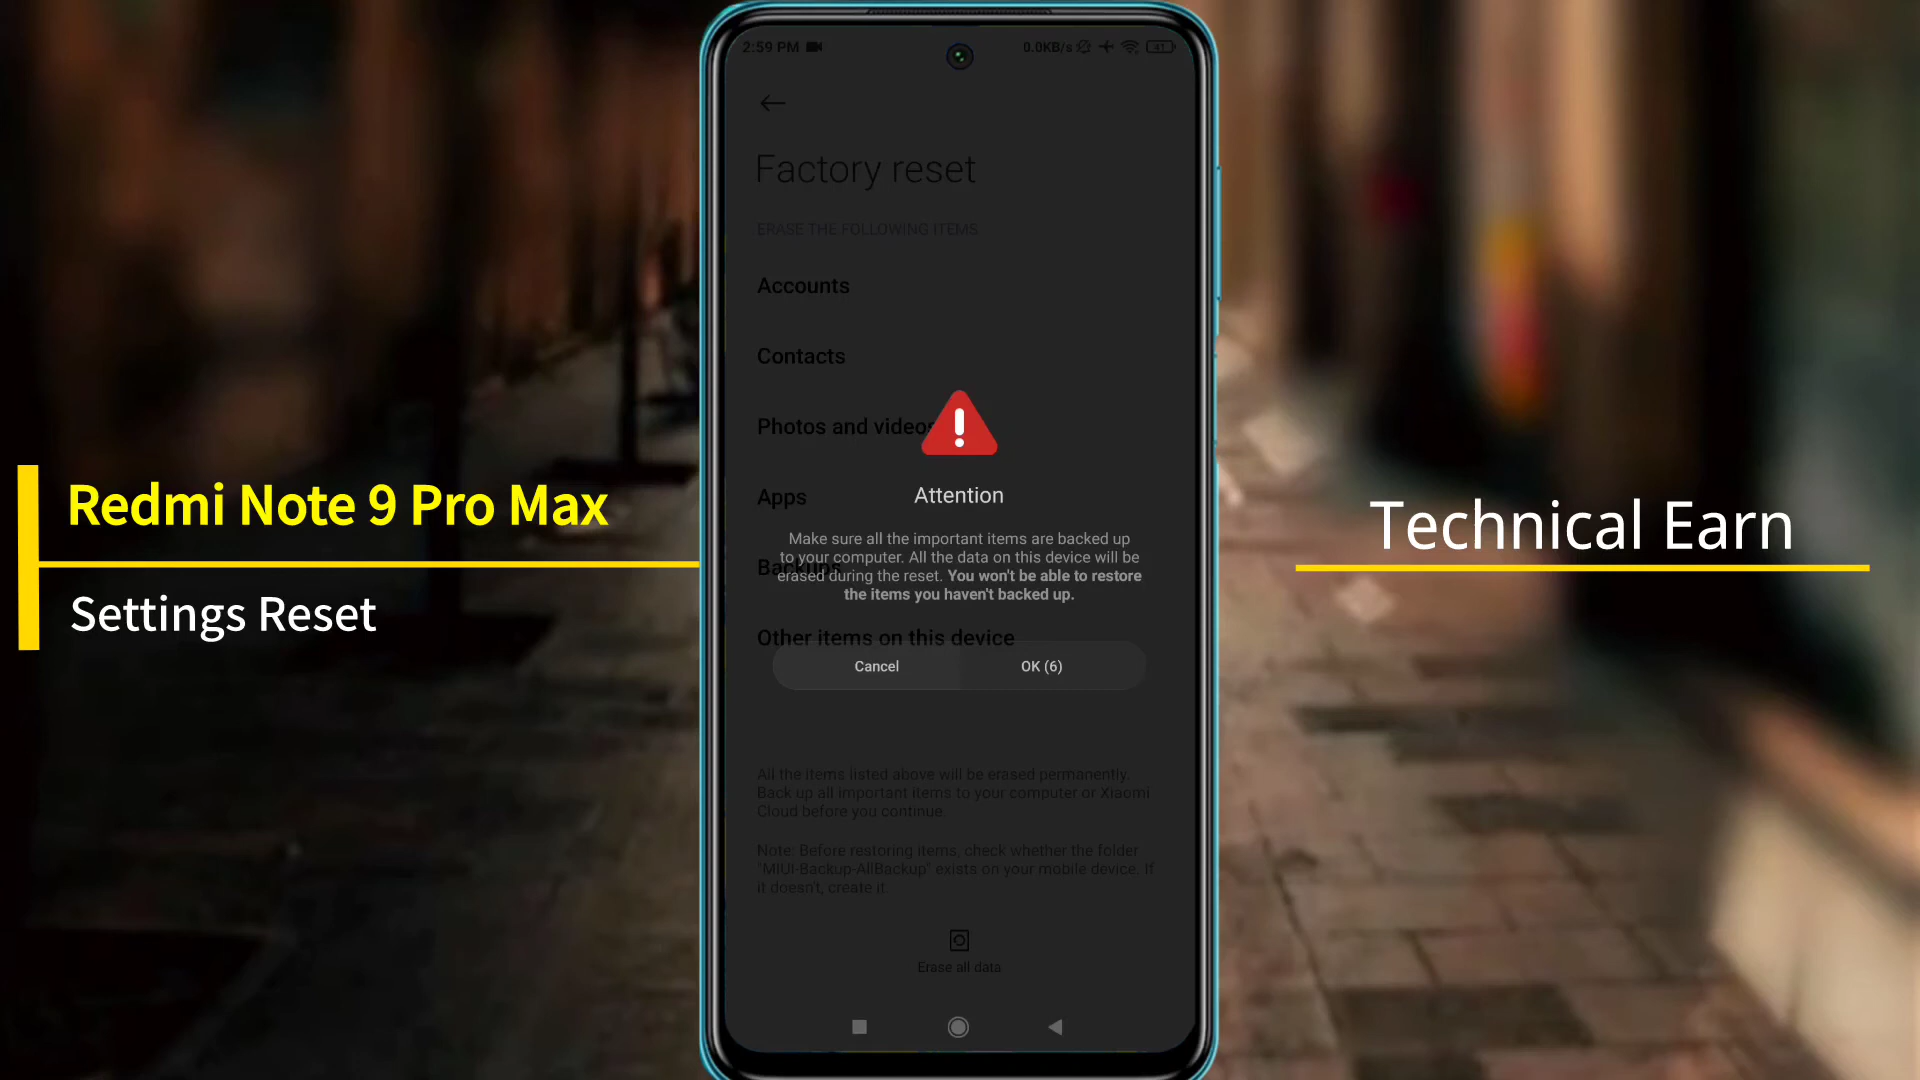 2:59 PM
0.0KB/s
41
Factory reset
ERASE THE FOLLOWING ITEMS
Accounts
Contacts
Photos and videos
Apps
Attention
Make sure all the important items are backed up
to your computer. All the data on this device will be
erased during the reset. You won't be able to restore
the items you haven't backed up.
Backups
Other items on this device
Cancel
OK (6)
All the items listed above will be erased permanently.
Back up all important items to your computer or Xiaomi
Cloud before you continue.
Note: Before restoring items, check whether the folder
"MIUI-Backup-AllBackup" exists on your mobile device. If
it doesn't, create it.
Erase all data
Redmi Note 9 Pro Max
Settings Reset
Technical Earn